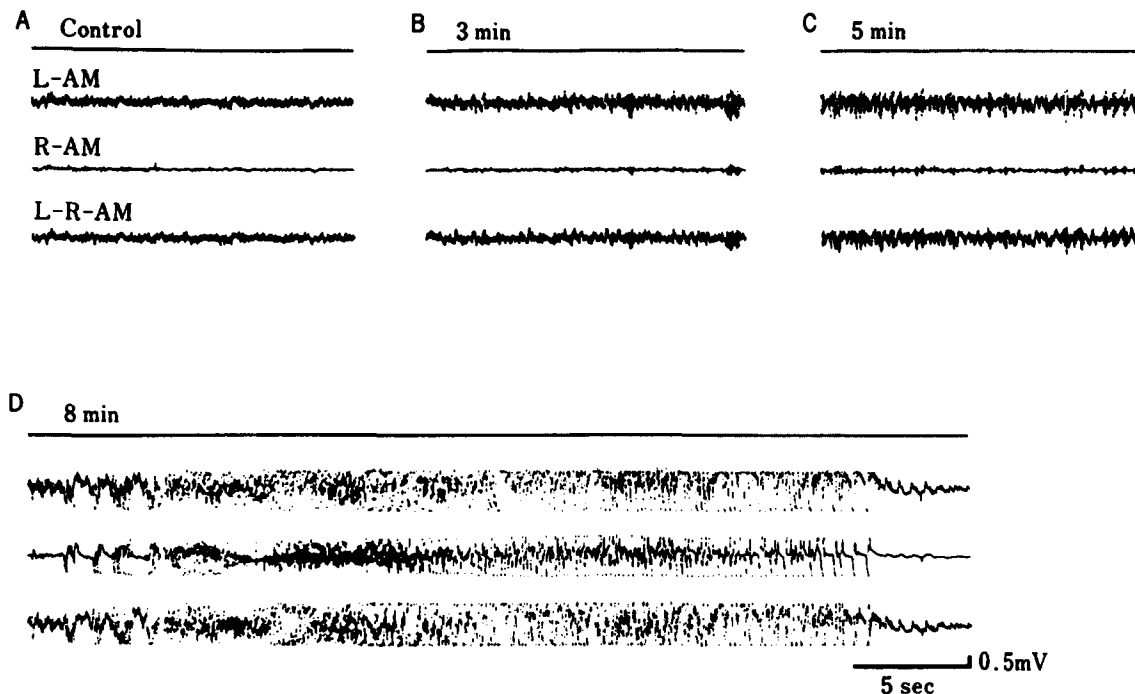 A Control
B 3 min
C 5 min
L-AM
R-AM
L-R-AM
D 8 min
0.5mV
5 sec